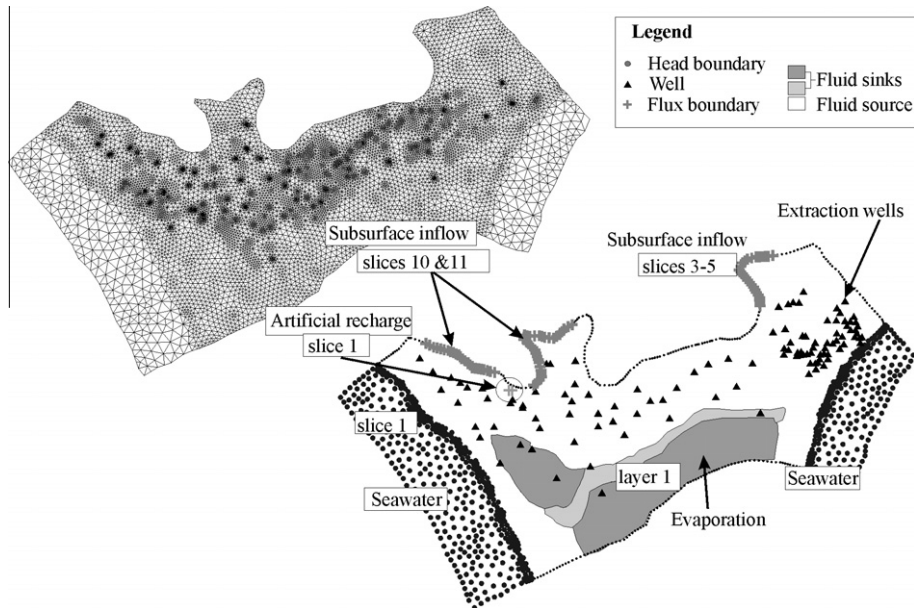 Legend
Head boundary
Well
Flux boundary
Fluid sinks
Fluid source
Subsurface inflow
slices 10 &11
Subsurface inflow
slices 3-5
Extraction wells
Artificial recharge
slice 1
slice 1
Seawater
layer 1
Seawater
Evaporation